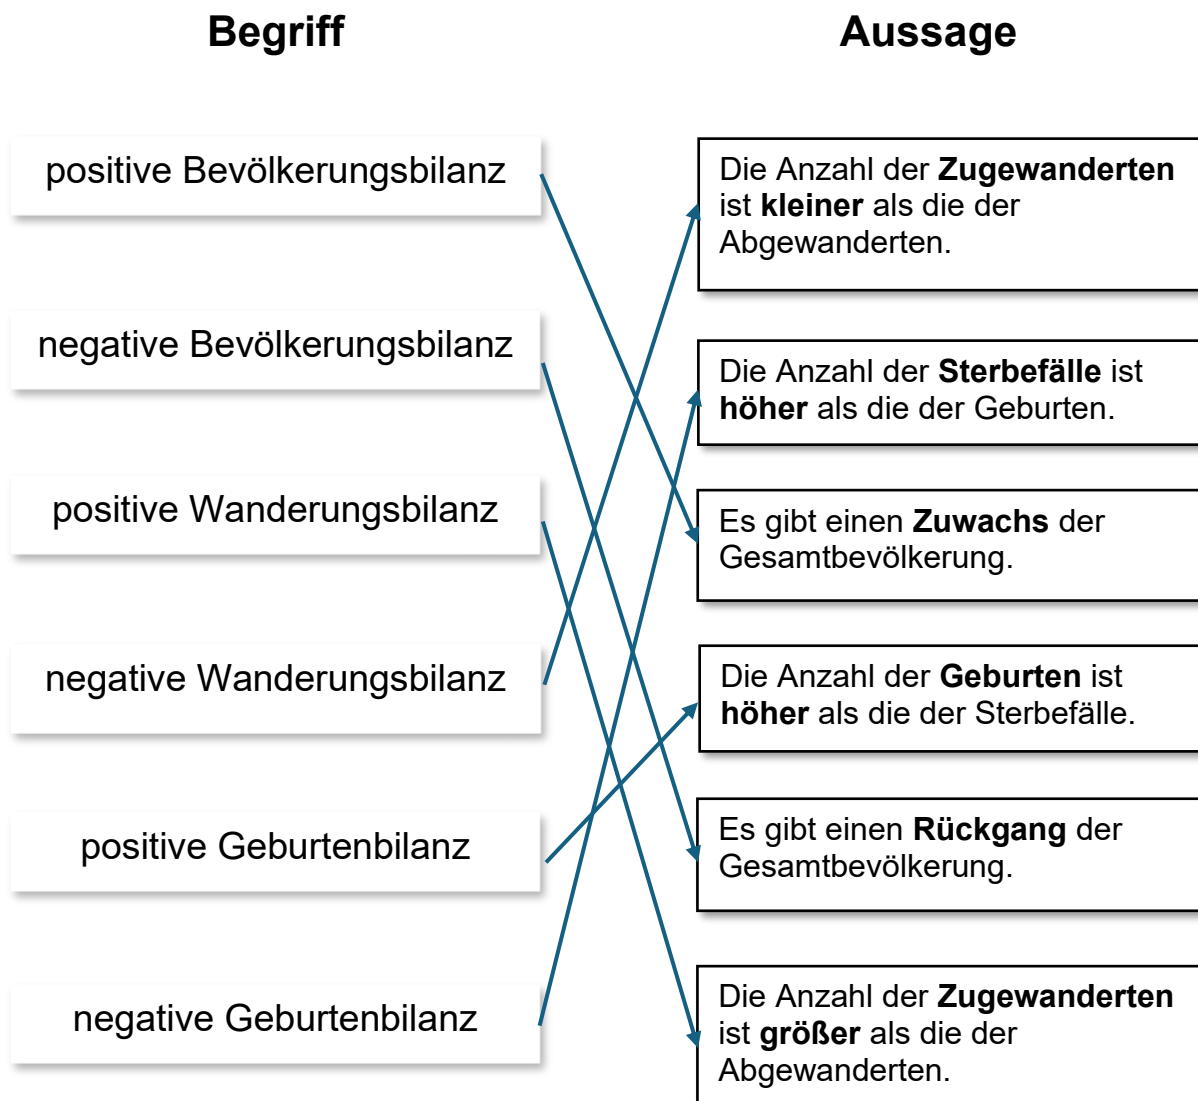 Begriff
Aussage
positive Bevölkerungsbilanz
negative Bevölkerungsbilanz
positive Wanderungsbilanz
negative Wanderungsbilanz
positive Geburtenbilanz
negative Geburtenbilanz
Die Anzahl der Zugewanderten
ist kleiner als die der
Abgewanderten.
Die Anzahl der Sterbefälle ist
höher als die der Geburten.
Es gibt einen Zuwachs der
Gesamtbevölkerung.
Die Anzahl der Geburten ist
höher als die der Sterbefälle.
Es gibt einen Rückgang der
Gesamtbevölkerung.
Die Anzahl der Zugewanderten
ist größer als die der
Abgewanderten.